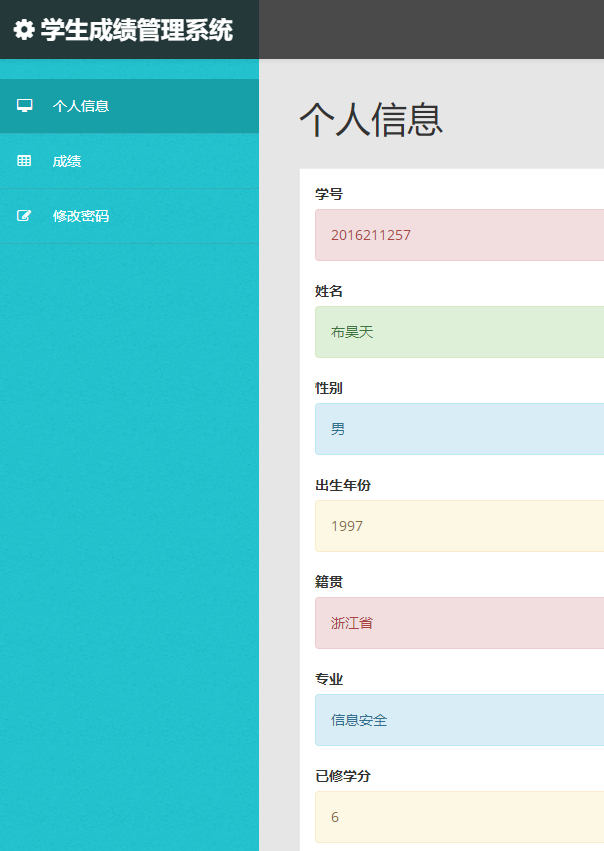 学生成绩管理系统
个人信息
成绩
修改密码
个人信息
学号
2016211257
姓名
布昊天
性别
男
出生年份
1997
籍贯
浙江省
专业
信息安全
已修学分
6